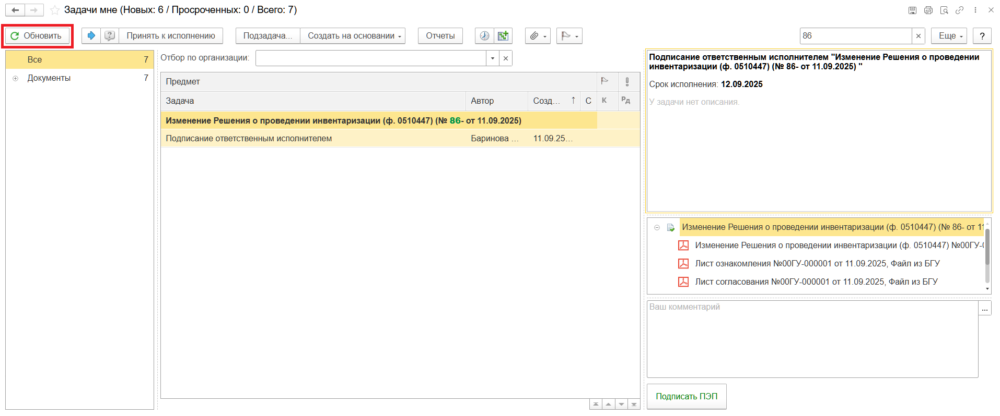 Задачи мне (Новых: 6 / Просроченных: 0 / Всего: 7)
Обновить
Принять к исполнению
Подзадача...
Создать на основании
Отчеты
86
Еще
?
Все 7
Документы 7
Отбор по организации:
Предмет
Задача Автор Созд... ↑ С К Рд
Изменение Решения о проведении инвентаризации (ф. 0510447) (№ 86- от 11.09.2025)
Подписание ответственным исполнителем Баринова ... 11.09.25...
Подписание ответственным исполнителем "Изменение Решения о проведении
инвентаризации (ф. 0510447) (№ 86- от 11.09.2025) "
Срок исполнения: 12.09.2025
У задачи нет описания.
Изменение Решения о проведении инвентаризации (ф. 0510447) (№ 86- от 11
Изменение Решения о проведении инвентаризации (ф. 0510447) №00ГУ-0
Лист ознакомления №00ГУ-000001 от 11.09.2025, Файл из БГУ
Лист согласования №00ГУ-000001 от 11.09.2025, Файл из БГУ
Ваш комментарий
...
Подписать ПЭП